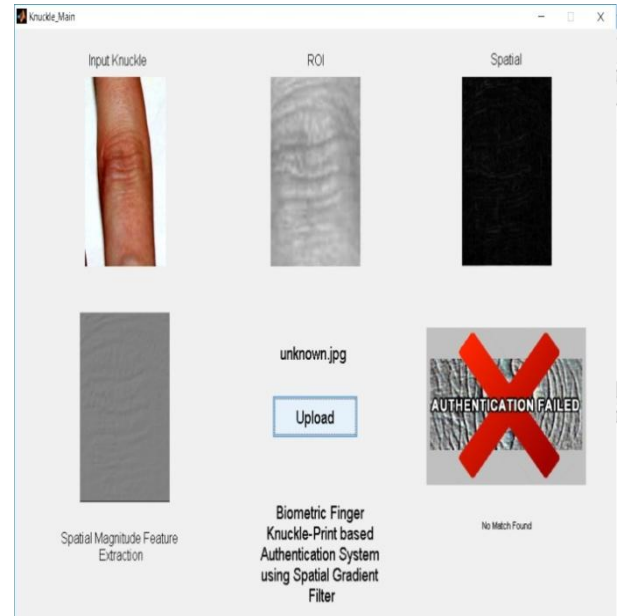 Knuckle_Main
Input Knuckle
ROI
Spatial
unknown.jpg
Upload
AUTHENTICATION FAILED
Spatial Magnitude Feature
Extraction
Biometric Finger
Knuckle-Print based
Authentication System
using Spatial Gradient
Filter
No Match Found